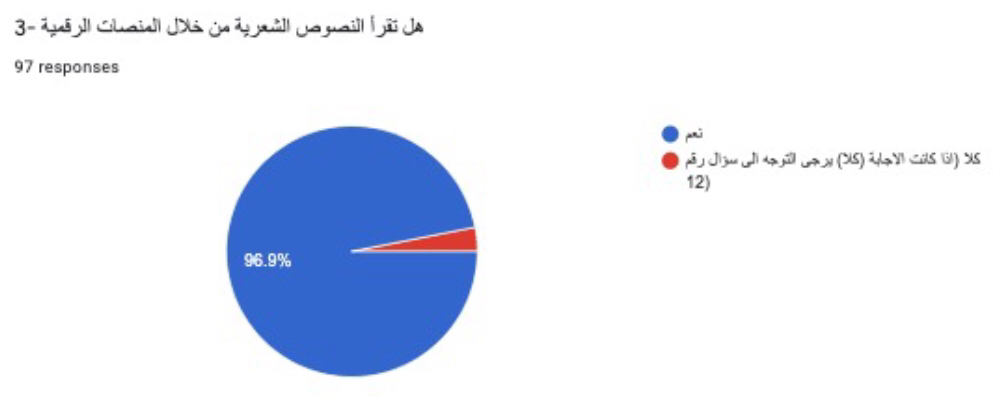 3- هل تقرأ النصوص الشعرية من خلال المنصات الرقمية
97 responses
96.9%
نعم
كلا (اذا كانت الاجابة (كلا) يرجى التوجه الى سؤال رقم
12)